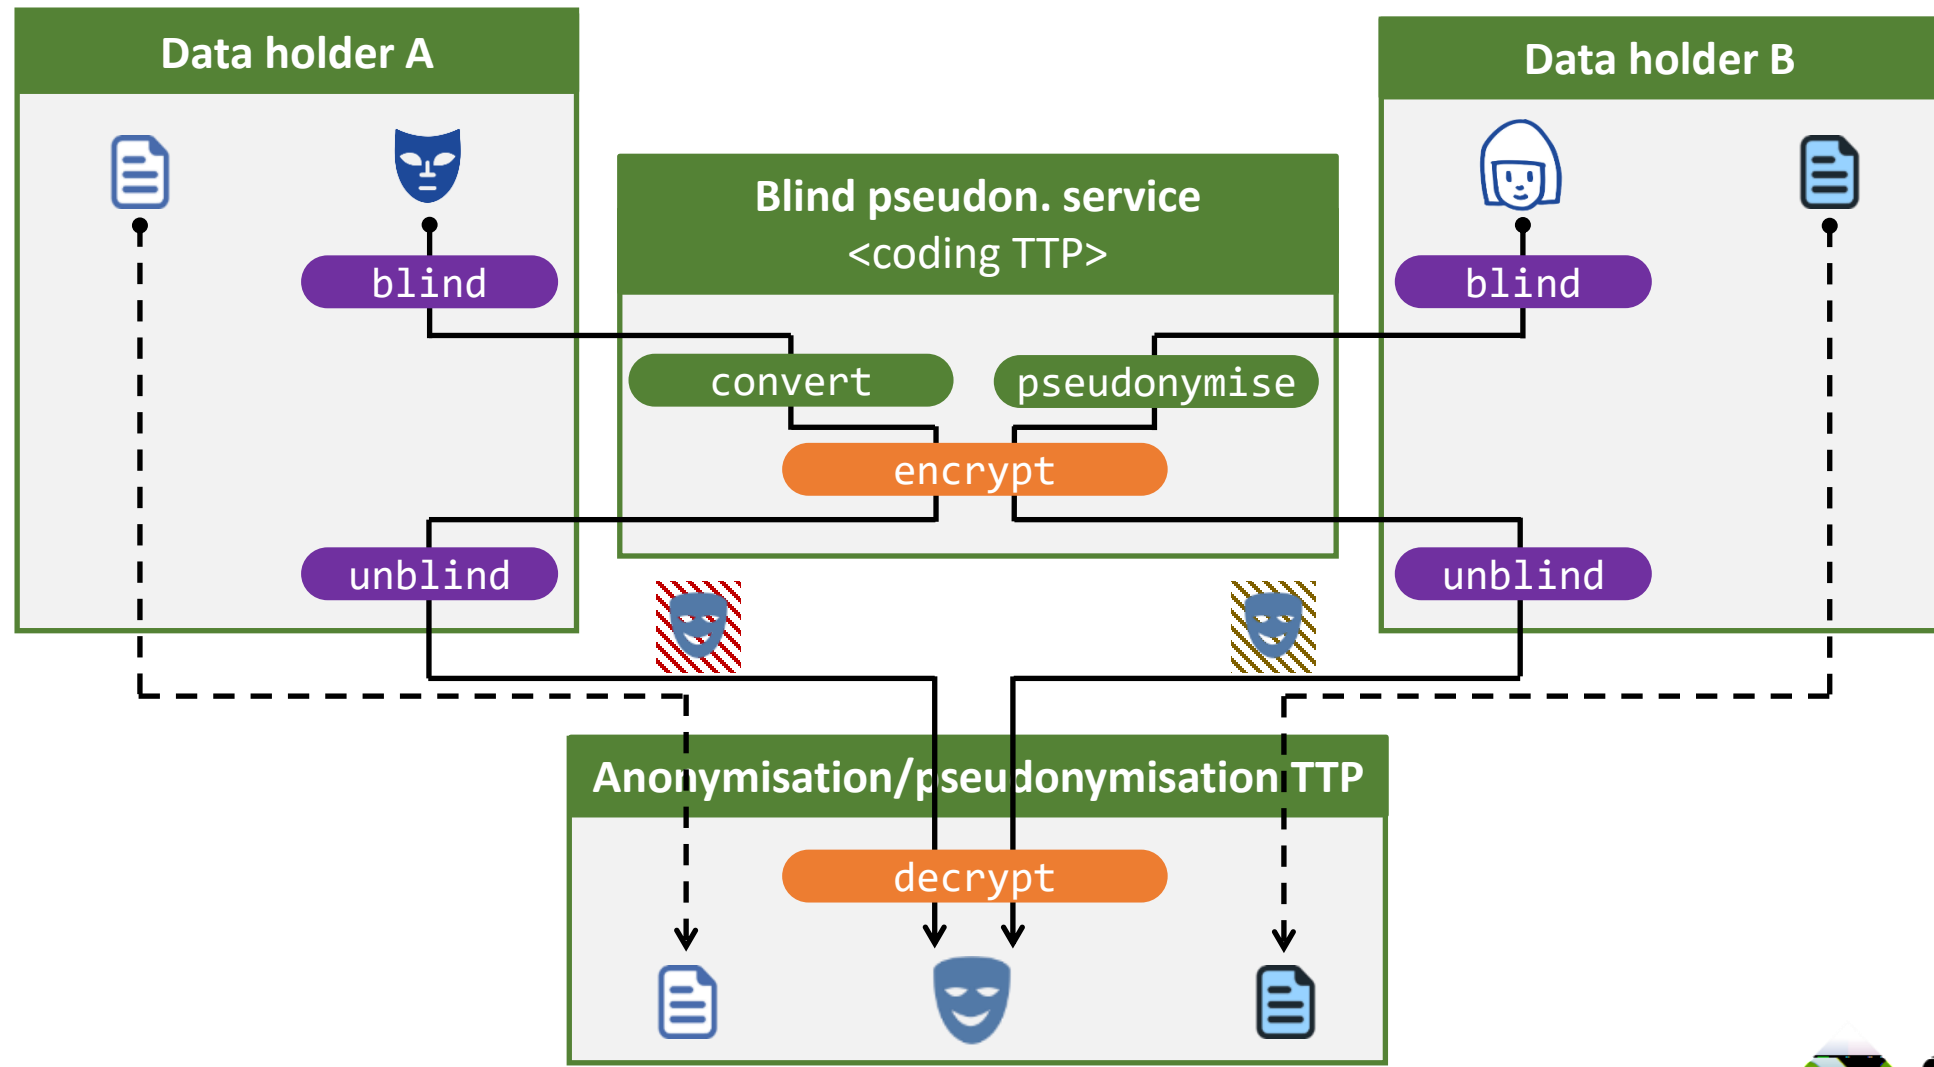 Data holder A
Data holder B
Blind pseudon. service
<coding TTP>
blind
blind
convert
pseudonymise
encrypt
unblind
unblind
Anonymisation/pseudonymisation TTP
decrypt